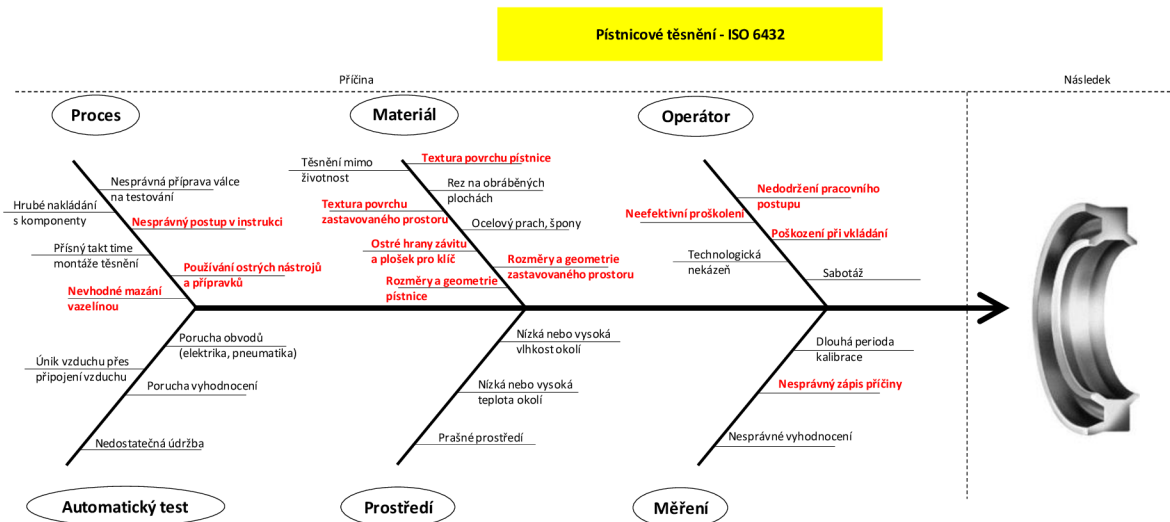 Pístnicové těsnění - ISO 6432
Příčina
Následek
Proces
Materiál
Operátor
Nesprávná příprava válce
na testování
Hrubé nakládání
s komponenty
Nesprávný postup v instrukci
Přísný takt time
montáže těsnění
Používání ostrých nástrojů
a přípravků
Nevhodné mazání
vazelínou
Těsnění mimo
životnost
Textura povrchu pístnice
Rez na obráběných
plochách
Textura povrchu
zastavovaného prostoru
Ocelový prach, špony
Ostré hrany závitu
a plošek pro klíč
Rozměry a geometrie
zastavovaného prostoru
Rozměry a geometrie
pístnice
Nedodržení pracovního
postupu
Neefektivní proškolení
Poškození při vkládání
Technologická
nekázeň
Sabotáž
Porucha obvodů
(elektrika, pneumatika)
Únik vzduchu přes
připojení vzduchu
Porucha vyhodnocení
Nedostatečná údržba
Nízká nebo vysoká
vlhkost okolí
Nízká nebo vysoká
teplota okolí
Prašné prostředí
Dlouhá perioda
kalibrace
Nesprávný zápis příčiny
Nesprávné vyhodnocení
Automatický test
Prostředí
Měření